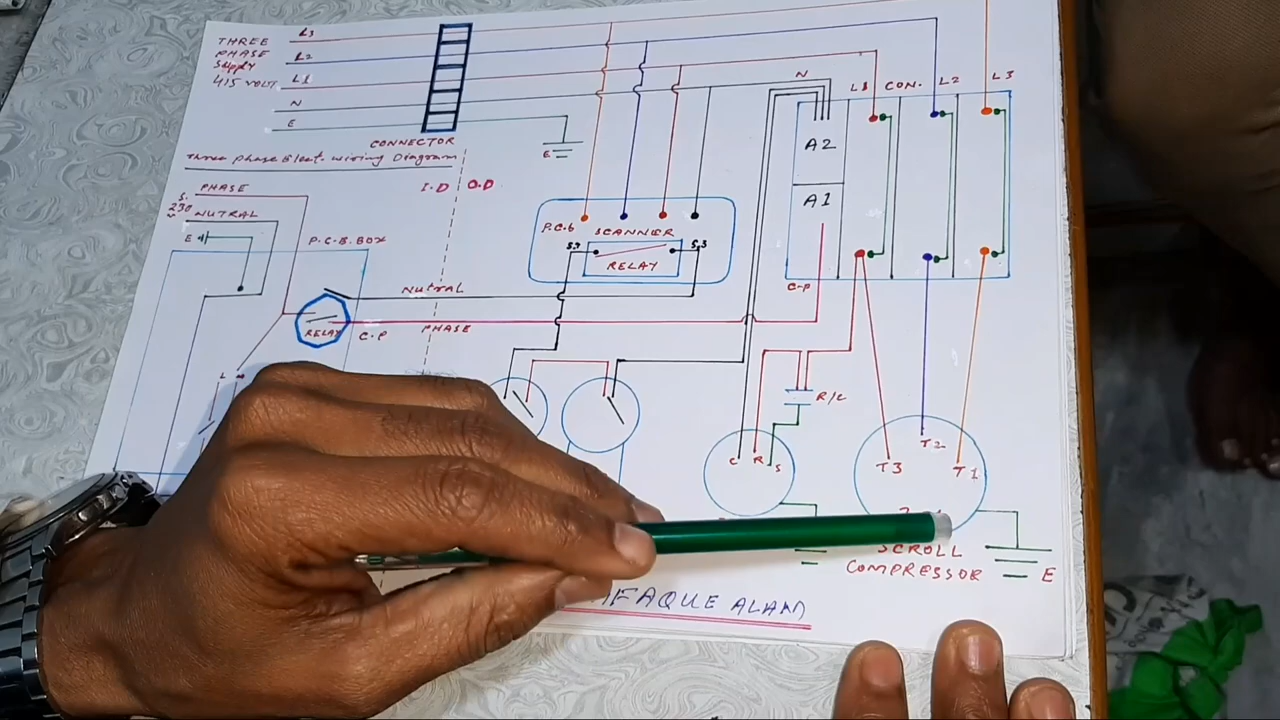 L3
THREE
PHASE
Supply
415 VOLT
L2
L1
N
E
CONNECTOR
Three Phase Elect. Wiring Diagram
I.D O.D
E
N
L1 CON. L2 L3
A2
A1
C.P
PHASE
S.
230
V
NUTRAL
E
P.C.B. BOX
P.C.b SCANNER
RELAY
NUTRAL
RELAY
C.P PHASE
L
R/C
C R S
T3 T2 T1
SCROLL
COMPRESSOR
E
FAQUE ALAM